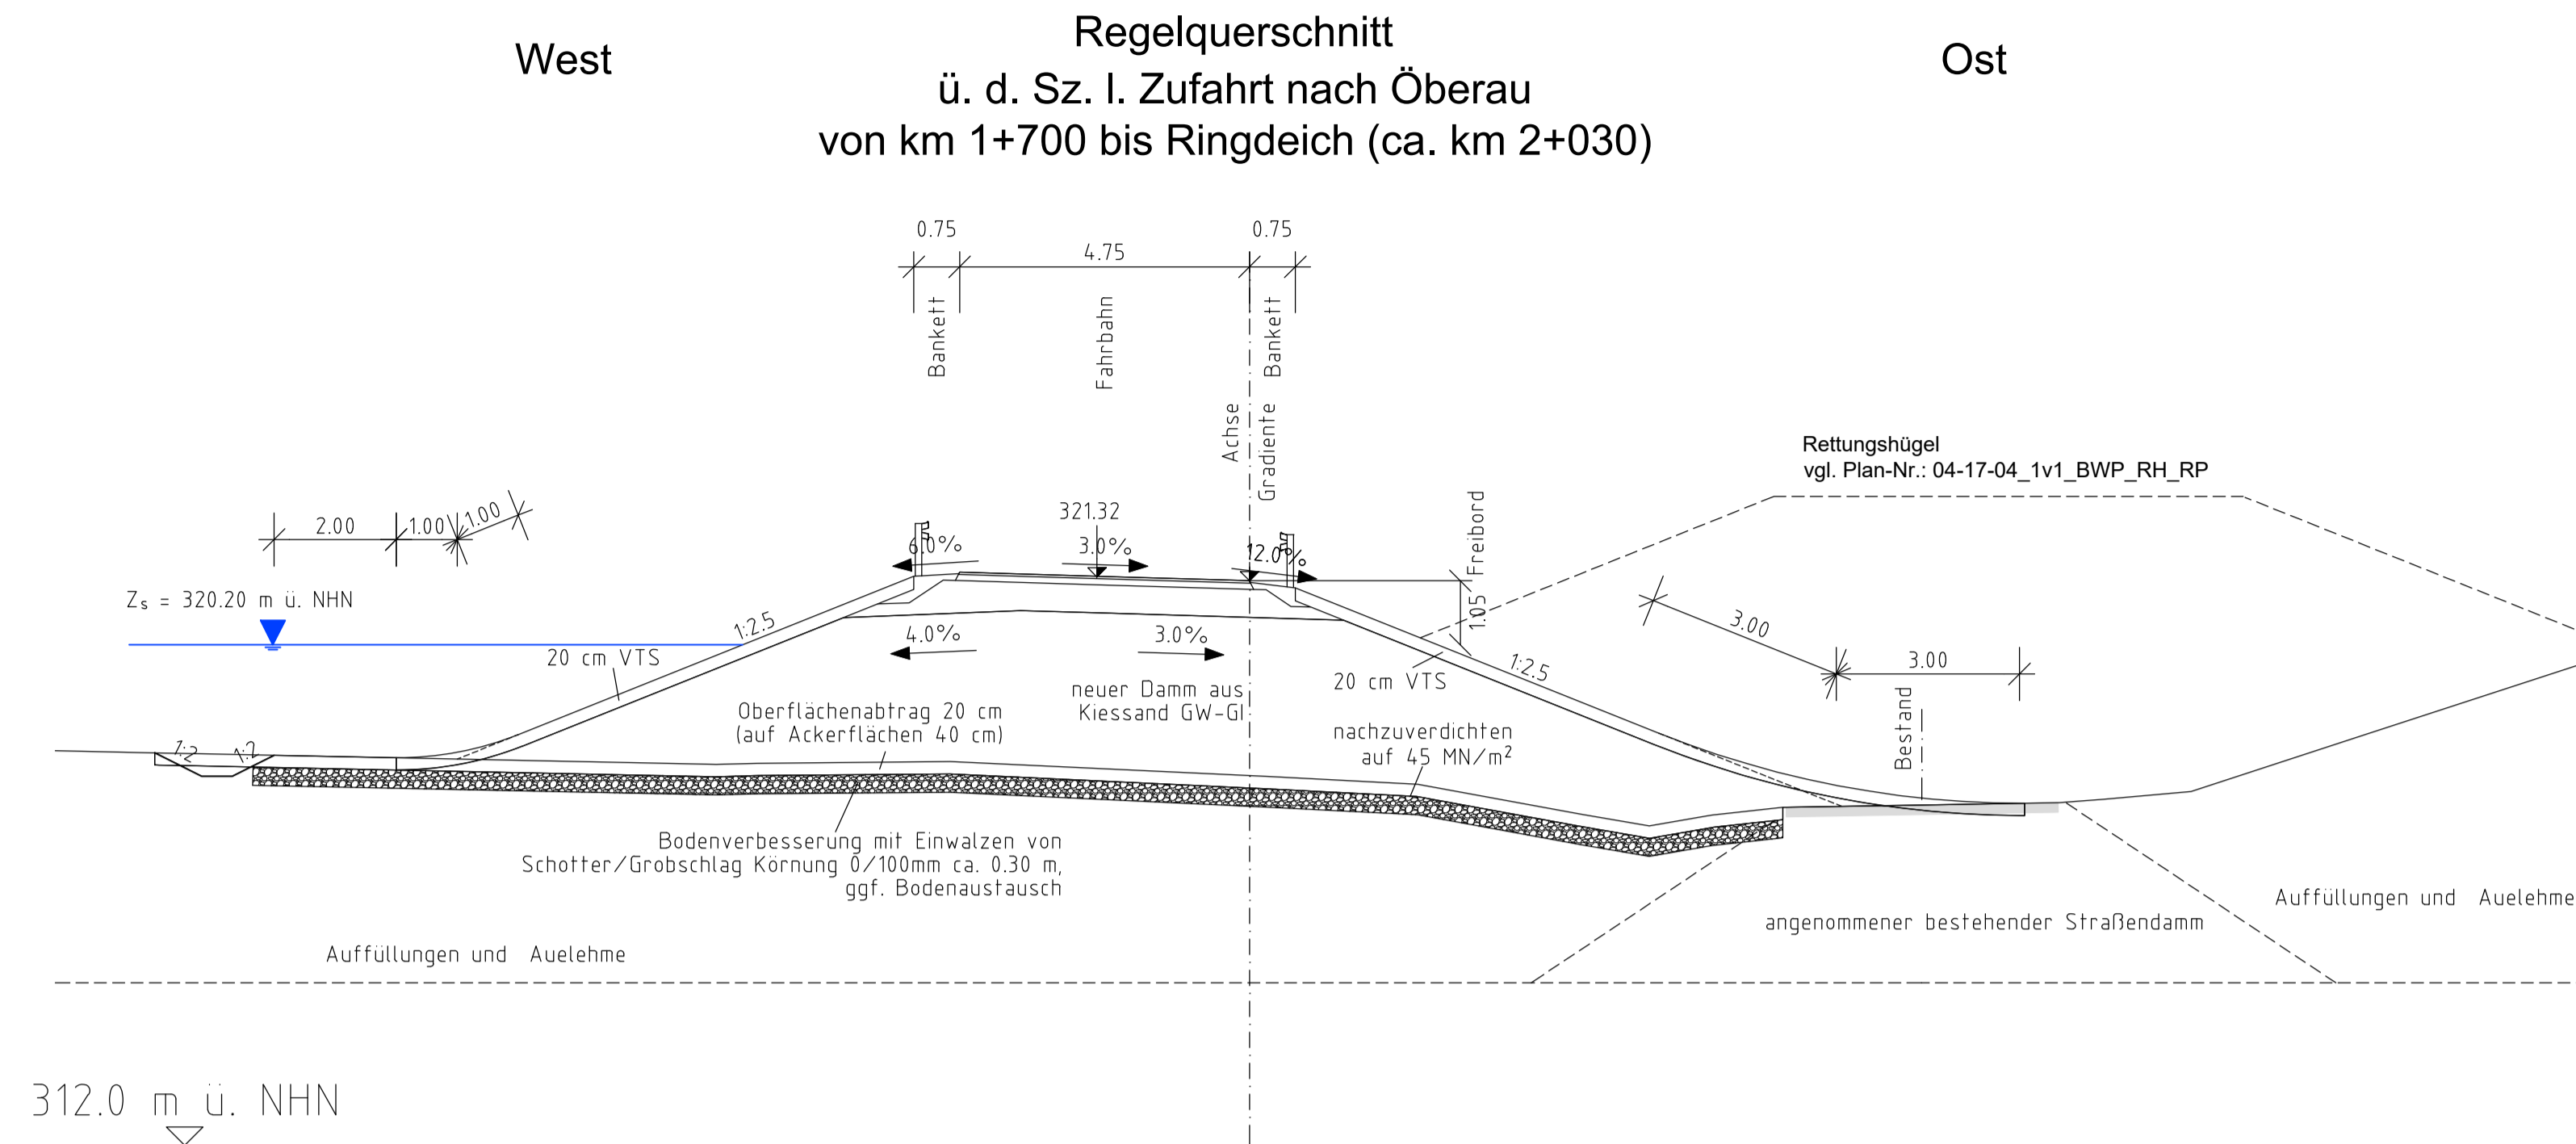 West
Regelquerschnitt
ü. d. Sz. I. Zufahrt nach Öberau
von km 1+700 bis Ringdeich (ca. km 2+030)
Ost
0.75
4.75
0.75
Bankett
Fahrbahn
Bankett
Achse
Gradiente
Rettungshügel
vgl. Plan-Nr.: 04-17-04_1v1_BWP_RH_RP
2.00
1.00
1.00
321.32
6.0%
3.0%
12.0%
Freibord
1.05
Zs = 320.20 m ü. NHN
1:2.5
20 cm VTS
4.0%
3.0%
20 cm VTS
1:2.5
3.00
3.00
Bestand
neuer Damm aus
Kiessand GW-GI
Oberflächenabtrag 20 cm
(auf Ackerflächen 40 cm)
nachzuverdichten
auf 45 MN/m²
1:2
1:2
Bodenverbesserung mit Einwalzen von
Schotter/Grobschlag Körnung 0/100mm ca. 0.30 m,
ggf. Bodenaustausch
Auffüllungen und Auelehme
angenommener bestehender Straßendamm
Auffüllungen und Auelehme
312.0 m ü. NHN